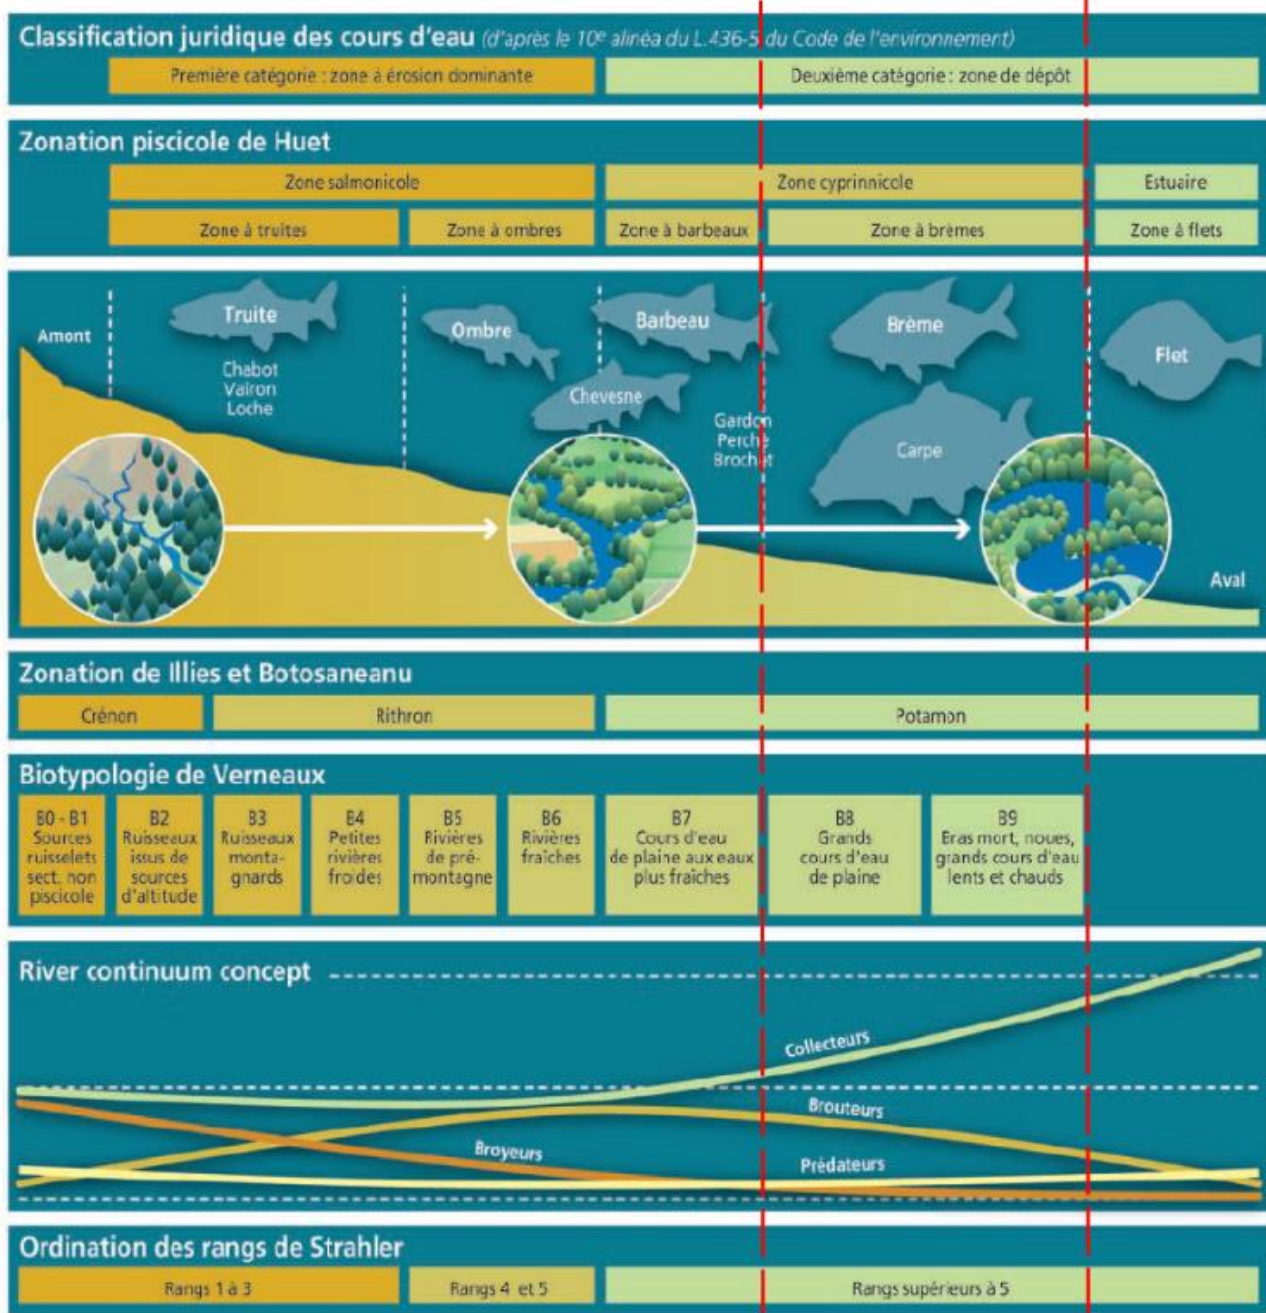 Classification juridique des cours d'eau (d'après le 10e alinéa du L.436-5 du Code de l'environnement)
Première catégorie : zone à érosion dominante
Deuxième catégorie : zone de dépôt
Zonation piscicole de Huet
Zone salmonicole
Zone cyprinnicole
Estuaire
Zone à truites
Zone à ombres
Zone à barbeaux
Zone à brèmes
Zone à flets
Amont
Truite
Chabot
Vairon
Loche
Ombre
Chevesne
Barbeau
Gardon
Perche
Brochet
Brème
Carpe
Flet
Aval
Zonation de Illies et Botosaneanu
Crénon
Rithron
Potamon
Biotypologie de Verneaux
B0 - B1
Sources
ruisselets
sect. non
piscicole
B2
Ruisseaux
issus de
sources
d'altitude
B3
Ruisseaux
monta-
gnards
B4
Petites
rivières
froides
B5
Rivières
de pré-
montagne
B6
Rivières
fraîches
B7
Cours d'eau
de plaine aux eaux
plus fraîches
B8
Grands
cours d'eau
de plaine
B9
Bras mort, noues,
grands cours d'eau
lents et chauds
River continuum concept
Collecteurs
Brouteurs
Broyeurs
Prédateurs
Ordination des rangs de Strahler
Rangs 1 à 3
Rangs 4 et 5
Rangs supérieurs à 5